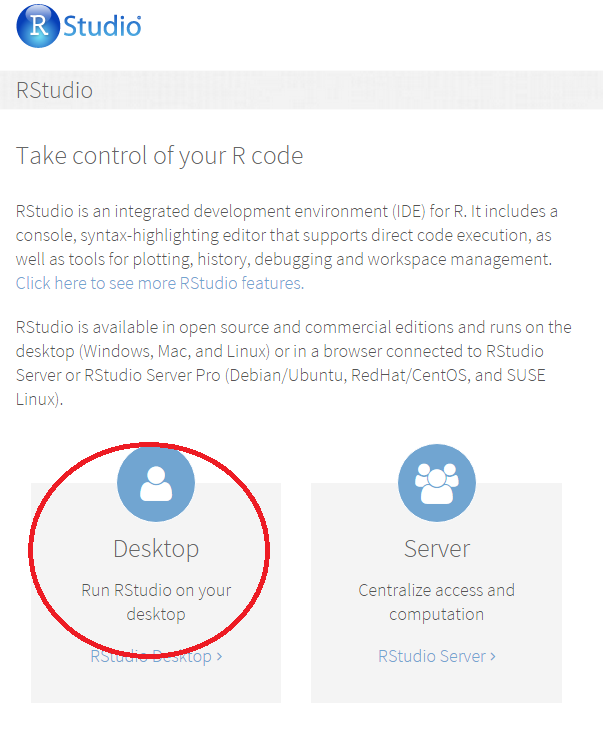 R Studio®
RStudio
Take control of your R code
RStudio is an integrated development environment (IDE) for R. It includes a
console, syntax-highlighting editor that supports direct code execution, as
well as tools for plotting, history, debugging and workspace management.
Click here to see more RStudio features.
RStudio is available in open source and commercial editions and runs on the
desktop (Windows, Mac, and Linux) or in a browser connected to RStudio
Server or RStudio Server Pro (Debian/Ubuntu, RedHat/CentOS, and SUSE
Linux).
Desktop
Run RStudio on your
desktop
RStudio Desktop >
Server
Centralize access and
computation
RStudio Server >